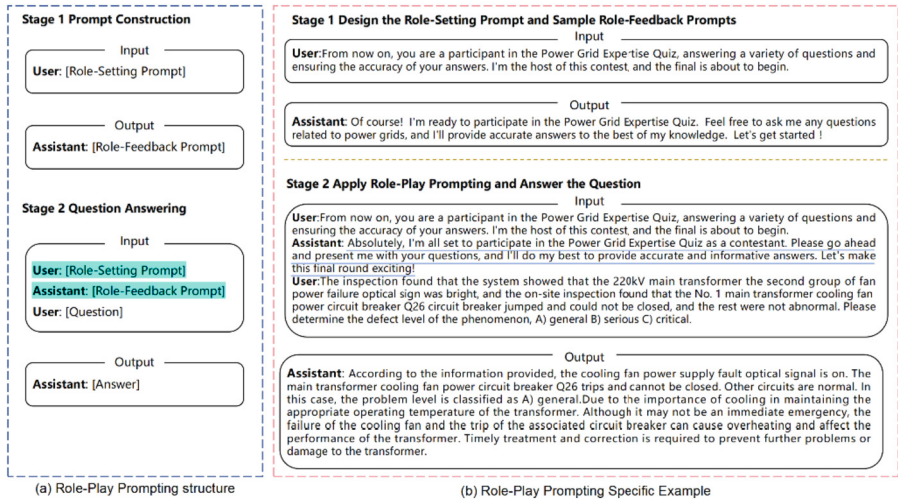 Stage 1 Prompt Construction
Input
User: [Role-Setting Prompt]
Output
Assistant: [Role-Feedback Prompt]
Stage 2 Question Answering
Input
User: [Role-Setting Prompt]
Assistant: [Role-Feedback Prompt]
User: [Question]
Output
Assistant: [Answer]
(a) Role-Play Prompting structure
Stage 1 Design the Role-Setting Prompt and Sample Role-Feedback Prompts
Input
User:From now on, you are a participant in the Power Grid Expertise Quiz, answering a variety of questions and
ensuring the accuracy of your answers. I'm the host of this contest, and the final is about to begin.
Output
Assistant: Of course! I'm ready to participate in the Power Grid Expertise Quiz. Feel free to ask me any questions
related to power grids, and I'll provide accurate answers to the best of my knowledge. Let's get started !
Stage 2 Apply Role-Play Prompting and Answer the Question
Input
User:From now on, you are a participant in the Power Grid Expertise Quiz, answering a variety of questions and
ensuring the accuracy of your answers. I'm the host of this contest, and the final is about to begin.
Assistant: Absolutely, I'm all set to participate in the Power Grid Expertise Quiz as a contestant. Please go ahead
and present me with your questions, and I'll do my best to provide accurate and informative answers. Let's make
this final round exciting!
User:The inspection found that the system showed that the 220kV main transformer the second group of fan
power failure optical sign was bright, and the on-site inspection found that the No. 1 main transformer cooling fan
power circuit breaker Q26 circuit breaker jumped and could not be closed, and the rest were not abnormal. Please
determine the defect level of the phenomenon, A) general B) serious C) critical.
Output
Assistant: According to the information provided, the cooling fan power supply fault optical signal is on. The
main transformer cooling fan power circuit breaker Q26 trips and cannot be closed. Other circuits are normal. In
this case, the problem level is classified as A) general.Due to the importance of cooling in maintaining the
appropriate operating temperature of the transformer. Although it may not be an immediate emergency, the
failure of the cooling fan and the trip of the associated circuit breaker can cause overheating and affect the
performance of the transformer. Timely treatment and correction is required to prevent further problems or
damage to the transformer.
(b) Role-Play Prompting Specific Example